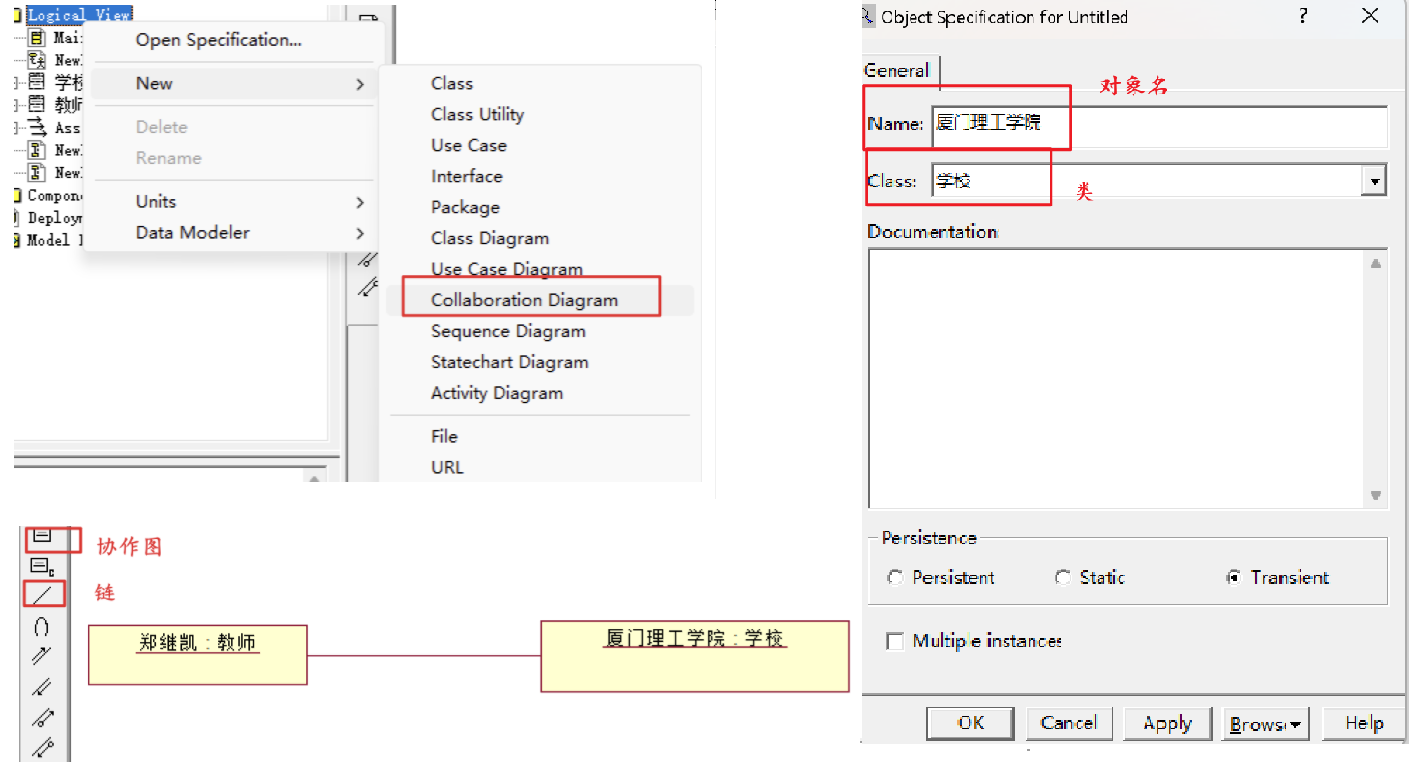 Logical View
Mai
New
学校
教师
Ass
New
New
Compon
Deploy
Model
Open Specification...
New
Delete
Rename
Units
Data Modeler
Class
Class Utility
Use Case
Interface
Package
Class Diagram
Use Case Diagram
Collaboration Diagram
Sequence Diagram
Statechart Diagram
Activity Diagram
File
URL
协作图
链
郑继凯 : 教师
厦门理工学院 : 学校
Object Specification for Untitled
General
对象名
Name: 厦门理工学院
Class: 学校
类
Documentation
Persistence
Persistent Static Transient
Multiple instances
OK Cancel Apply Browse Help